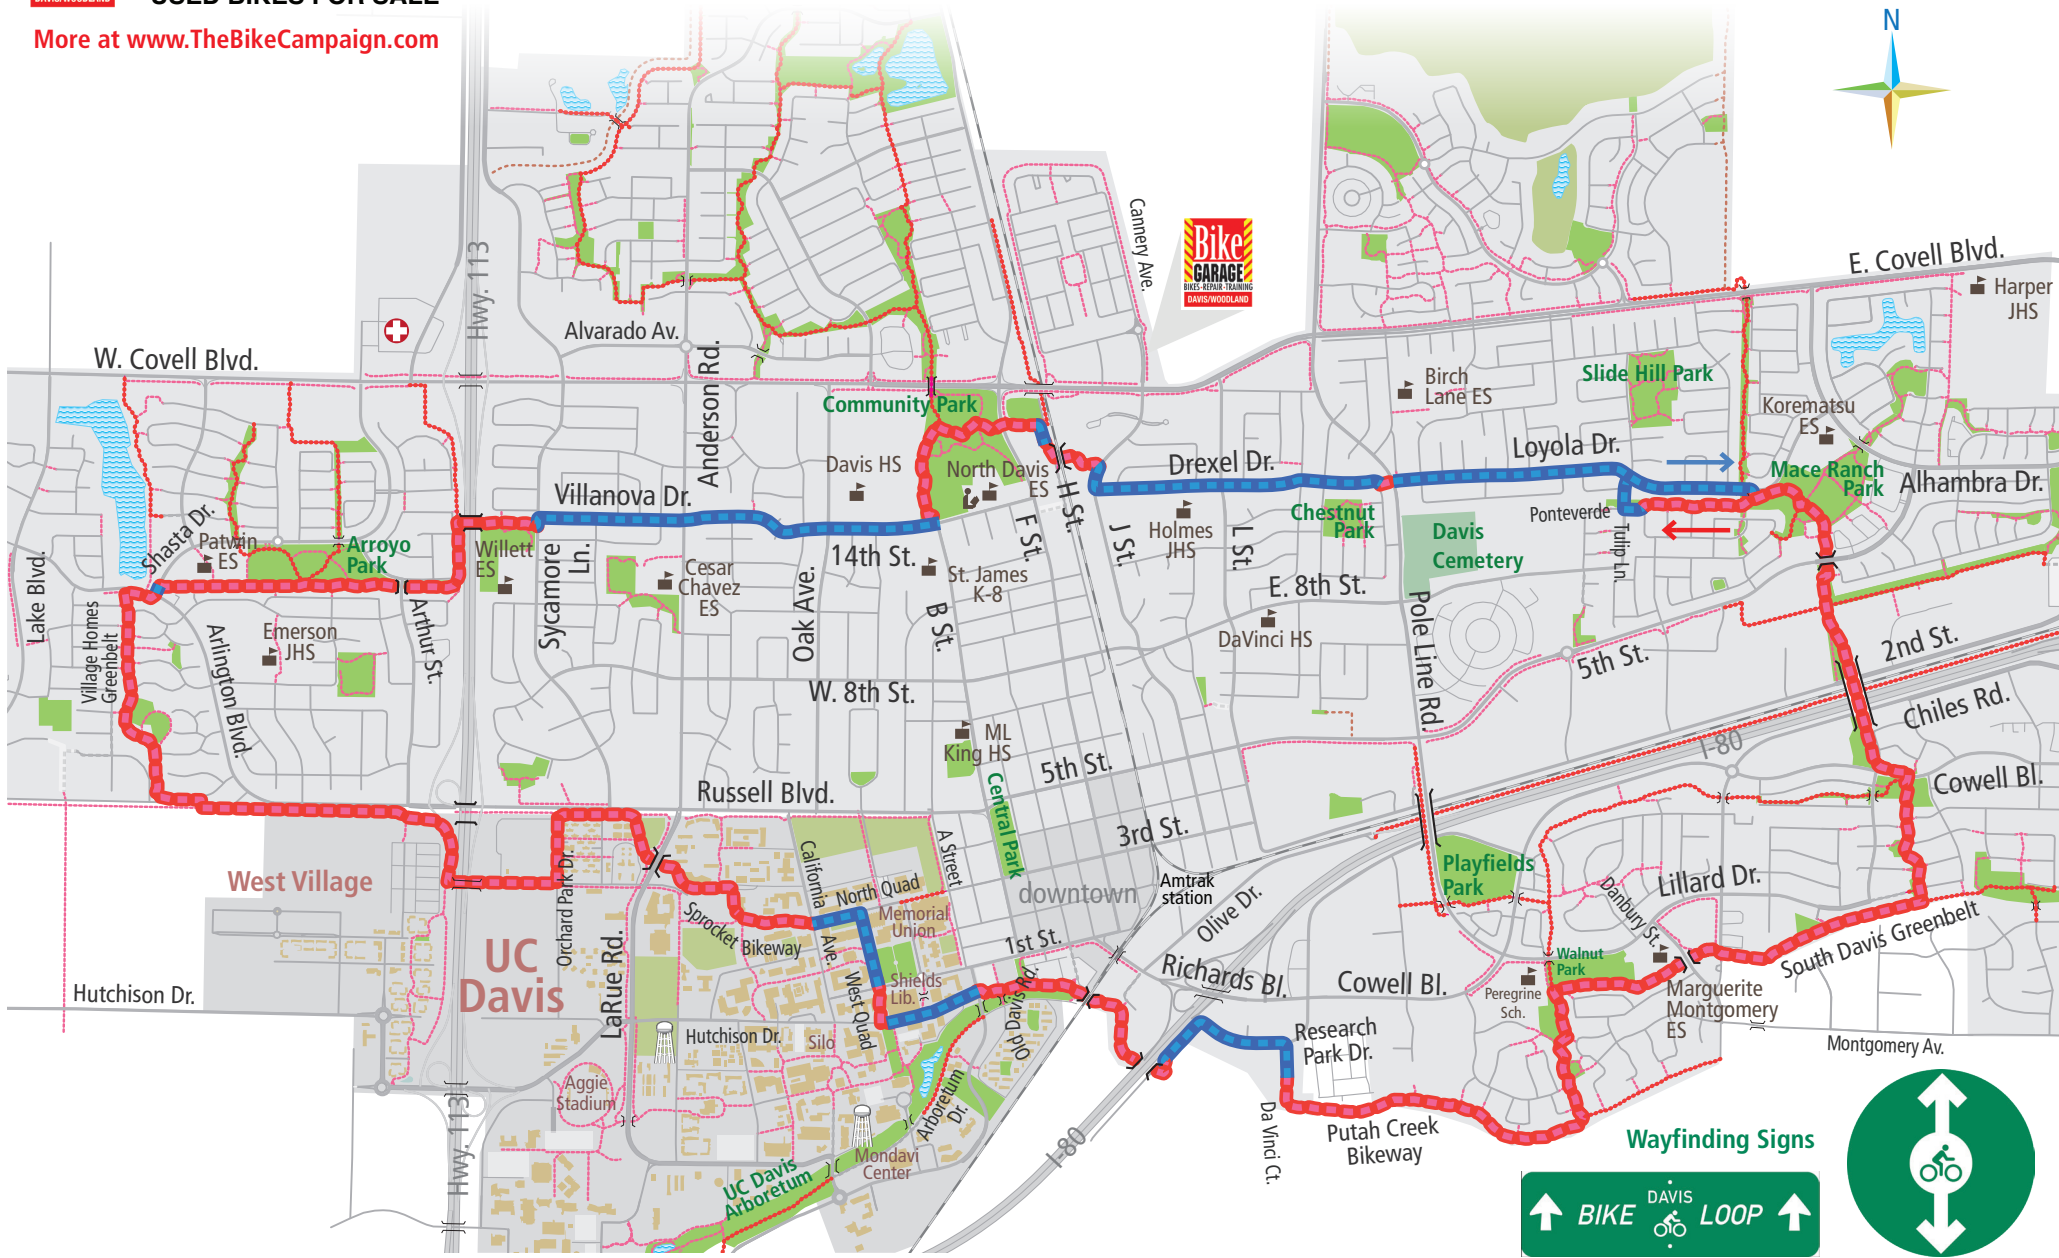 More at www.TheBikeCampaign.com
N
Cannery Ave.
Bike
GARAGE
BIKES-REPAIR-TRAINING
DAVIS/WOODLAND
E. Covell Blvd.
Harper
JHS
Hwy. 113
Alvarado Av.
W. Covell Blvd.
Anderson Rd.
Community Park
Birch
Lane ES
Slide Hill Park
Korematsu
ES
Davis HS
North Davis
ES
H St.
Drexel Dr.
Loyola Dr.
Mace Ranch
Park
Alhambra Dr.
Villanova Dr.
Shasta Dr.
Patwin
ES
Arroyo
Park
Willett
ES
Sycamore
Ln.
14th St.
F St.
J St.
Holmes
JHS
L St.
Chestnut
Park
Davis
Cemetery
Ponteverde
Tulip Ln.
Lake Blvd.
Village Homes
Greenbelt
Arlington Blvd.
Emerson
JHS
Arthur St.
Cesar
Chavez
ES
Oak Ave.
St. James
K-8
B St.
E. 8th St.
DaVinci HS
Pole Line Rd.
5th St.
2nd St.
W. 8th St.
Chiles Rd.
I-80
ML
King HS
5th St.
Cowell Bl.
Russell Blvd.
Central Park
3rd St.
West Village
Orchard Park Dr.
California
Ave.
North Quad
A Street
downtown
Amtrak
station
Playfields
Park
Danbury St.
Lillard Dr.
UC
Davis
LaRue Rd.
Sprocket Bikeway
Memorial
Union
1st St.
Olive Dr.
Walnut
Park
South Davis Greenbelt
Hutchison Dr.
West Quad
Shields
Lib.
Old Davis Rd.
Richards Bl.
Cowell Bl.
Peregrine
Sch.
Marguerite
Montgomery
ES
Hutchison Dr.
Silo
Research
Park Dr.
Montgomery Av.
Aggie
Stadium
Arboretum
Dr.
Hwy. 113
Mondavi
Center
UC Davis
Arboretum
I-80
Da Vinci Ct.
Putah Creek
Bikeway
Wayfinding Signs
DAVIS
BIKE LOOP